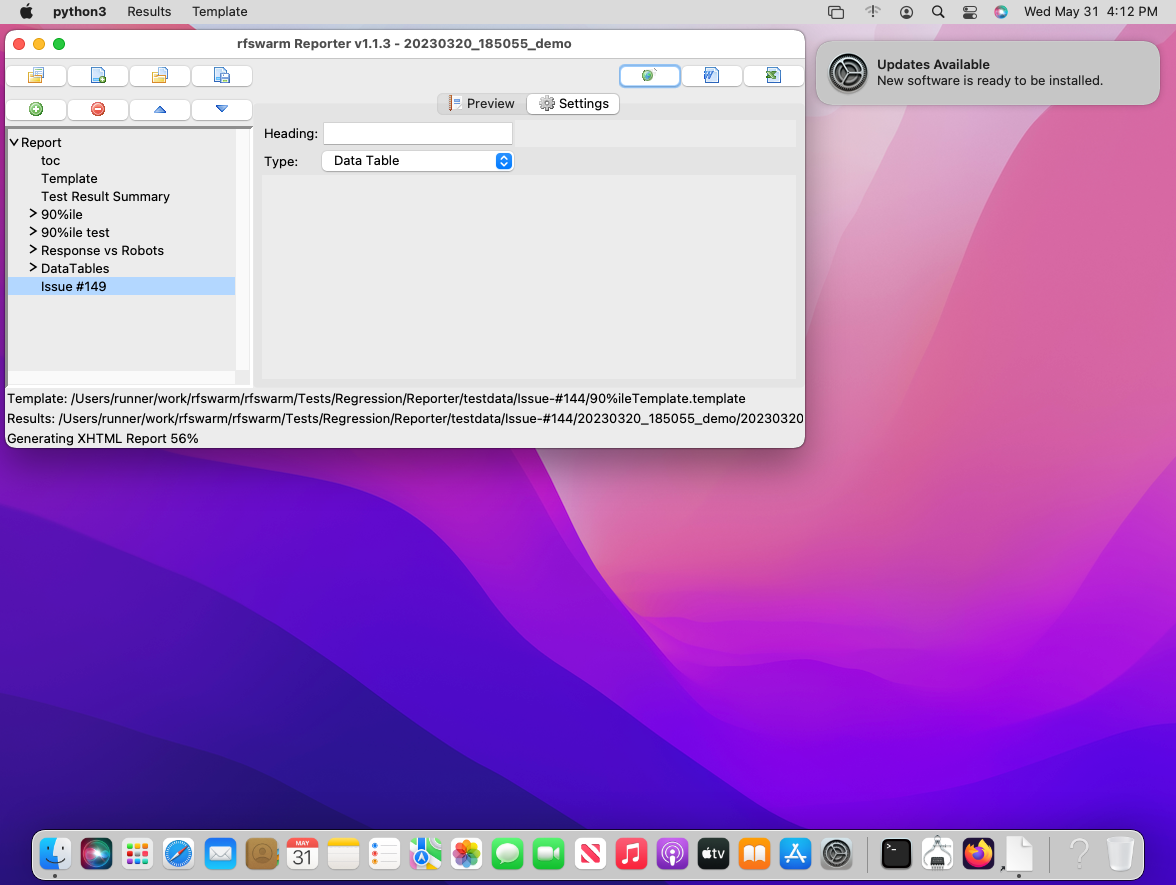 python3 Results Template Wed May 31 4:12 PM
rfswarm Reporter v1.1.3 - 20230320_185055_demo
Updates Available
New software is ready to be installed.
Preview Settings
Heading:
Type: Data Table
Report
toc
Template
Test Result Summary
90%ile
90%ile test
Response vs Robots
DataTables
Issue #149
Template: /Users/runner/work/rfswarm/rfswarm/Tests/Regression/Reporter/testdata/Issue-#144/90%ileTemplate.template
Results: /Users/runner/work/rfswarm/rfswarm/Tests/Regression/Reporter/testdata/Issue-#144/20230320_185055_demo/20230320
Generating XHTML Report 56%
MAY
31
tv